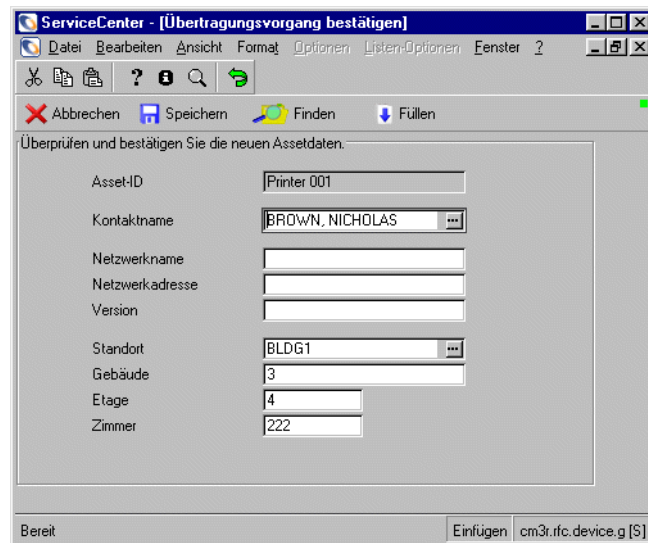 ServiceCenter - [Übertragungsvorgang bestätigen]
Datei Bearbeiten Ansicht Format Optionen Listen-Optionen Fenster ?
Abbrechen Speichern Finden Füllen
Überprüfen und bestätigen Sie die neuen Assetdaten.
Asset-ID Printer 001
Kontaktname BROWN, NICHOLAS
Netzwerkname
Netzwerkadresse
Version
Standort BLDG1
Gebäude 3
Etage 4
Zimmer 222
Bereit Einfügen cm3r.rfc.device.g [S]